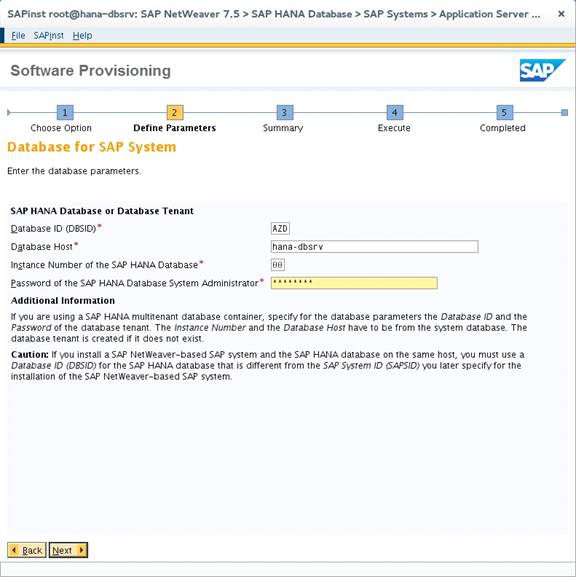 SAPinst root@hana-dbsrv: SAP NetWeaver 7.5 > SAP HANA Database > SAP Systems > Application Server ... ×
File SAPinst Help
Software Provisioning SAP
1 2 3 4 5
Choose Option Define Parameters Summary Execute Completed
Database for SAP System
Enter the database parameters.
SAP HANA Database or Database Tenant
Database ID (DBSID)* AZD
Database Host* hana-dbsrv
Instance Number of the SAP HANA Database* 00
Password of the SAP HANA Database System Administrator* ********
Additional Information
If you are using a SAP HANA multitenant database container, specify for the database parameters the Database ID and the
Password of the database tenant. The Instance Number and the Database Host have to be from the system database. The
database tenant is created if it does not exist.
Caution: If you install a SAP NetWeaver-based SAP system and the SAP HANA database on the same host, you must use a
Database ID (DBSID) for the SAP HANA database that is different from the SAP System ID (SAPSID) you later specify for the
installation of the SAP NetWeaver-based SAP system.
Back Next